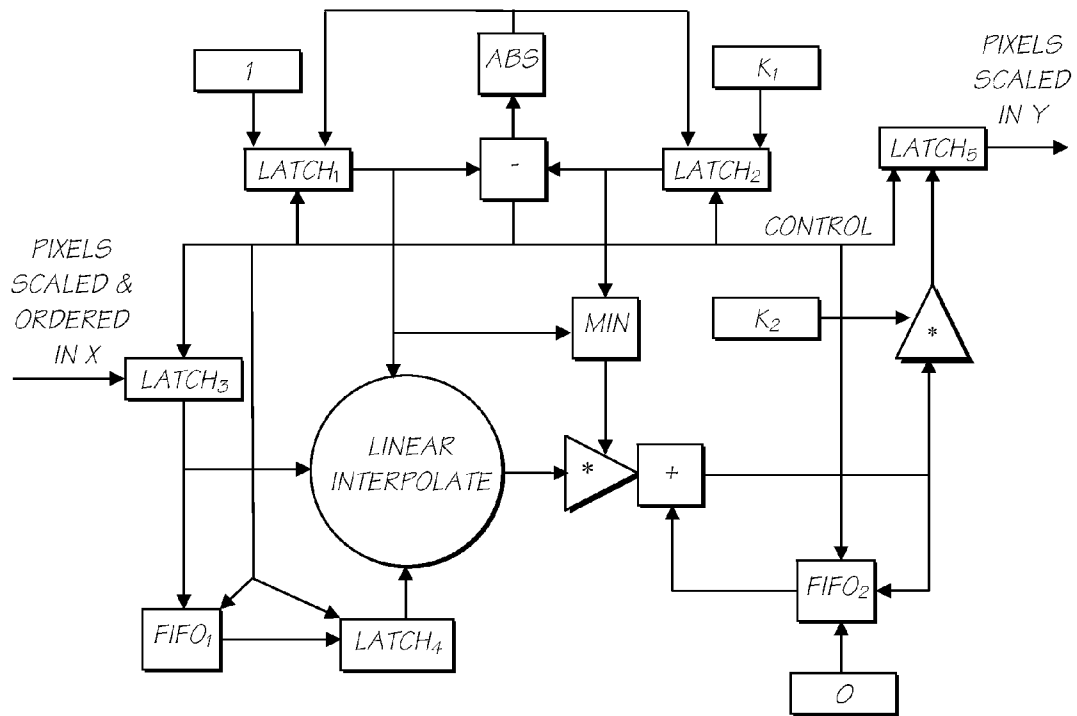 ABS
1
K₁
PIXELS
SCALED
IN Y
LATCH₁
-
LATCH₂
LATCH₅
CONTROL
PIXELS
SCALED &
ORDERED
IN X
MIN
K₂
*
LATCH₃
LINEAR
INTERPOLATE
*
+
FIFO₁
LATCH₄
FIFO₂
0